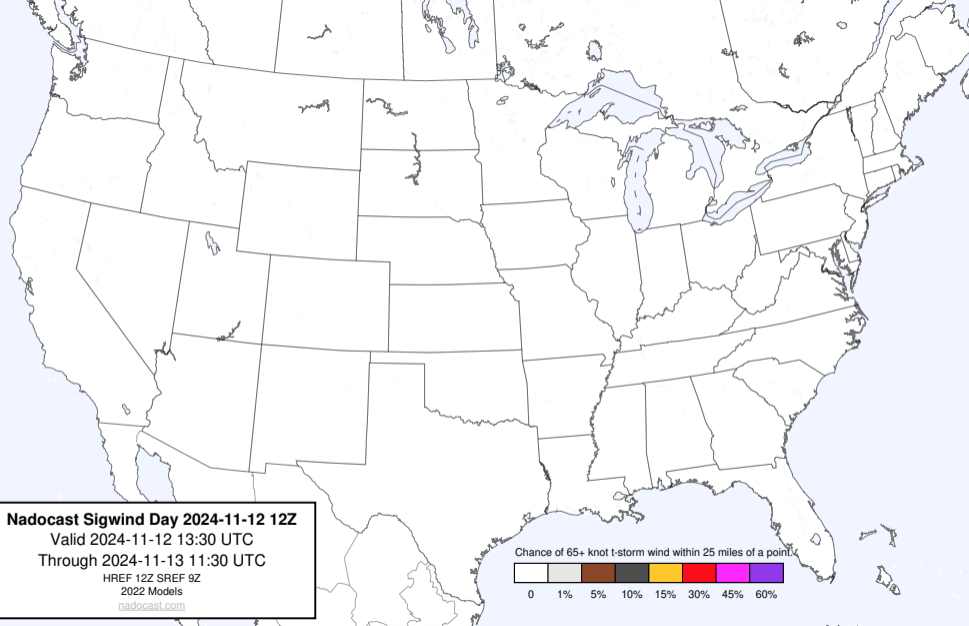 Nadocast Sigwind Day 2024-11-12 12Z
Valid 2024-11-12 13:30 UTC
Through 2024-11-13 11:30 UTC
HREF 12Z SREF 9Z
2022 Models
nadocast.com
Chance of 65+ knot t-storm wind within 25 miles of a point.
0 1% 5% 10% 15% 30% 45% 60%